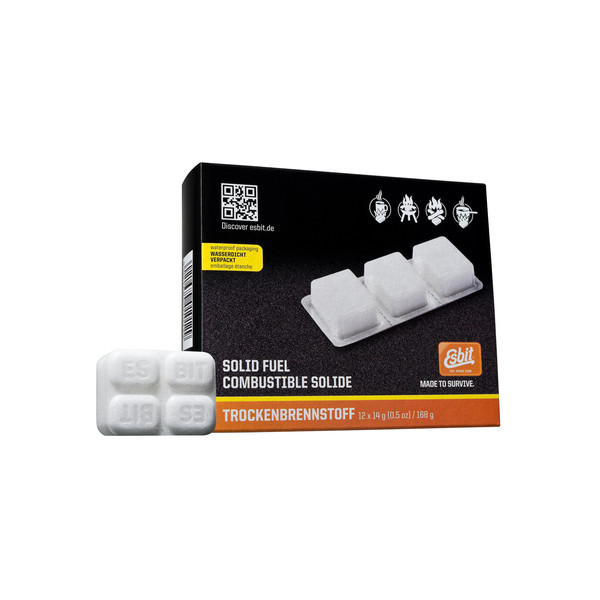 Discover esbit.de
waterproof packaging
WASSERDICHT
VERPACKT
emballage étanche
SOLID FUEL
COMBUSTIBLE SOLIDE
Esbit
MADE TO SURVIVE.
TROCKENBRENNSTOFF 12 x 14 g (0.5 oz) / 168 g
ES BIT
BIT ES